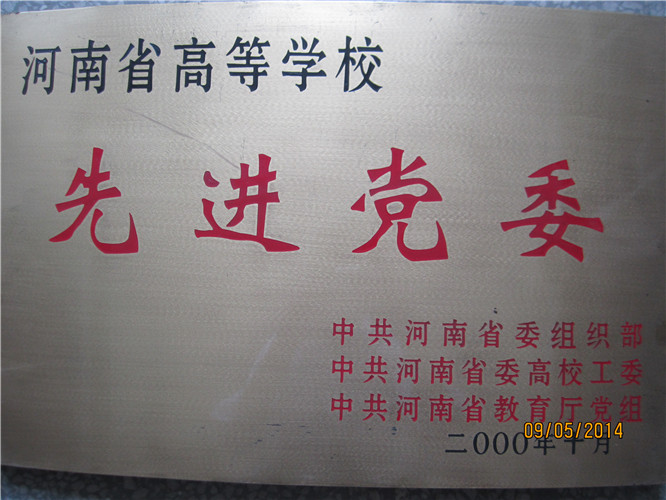 河南省高等学校
先进党委
中共河南省委组织部
中共河南省委高校工委
中共河南省教育厅党组
二000年十月
09/05/2014